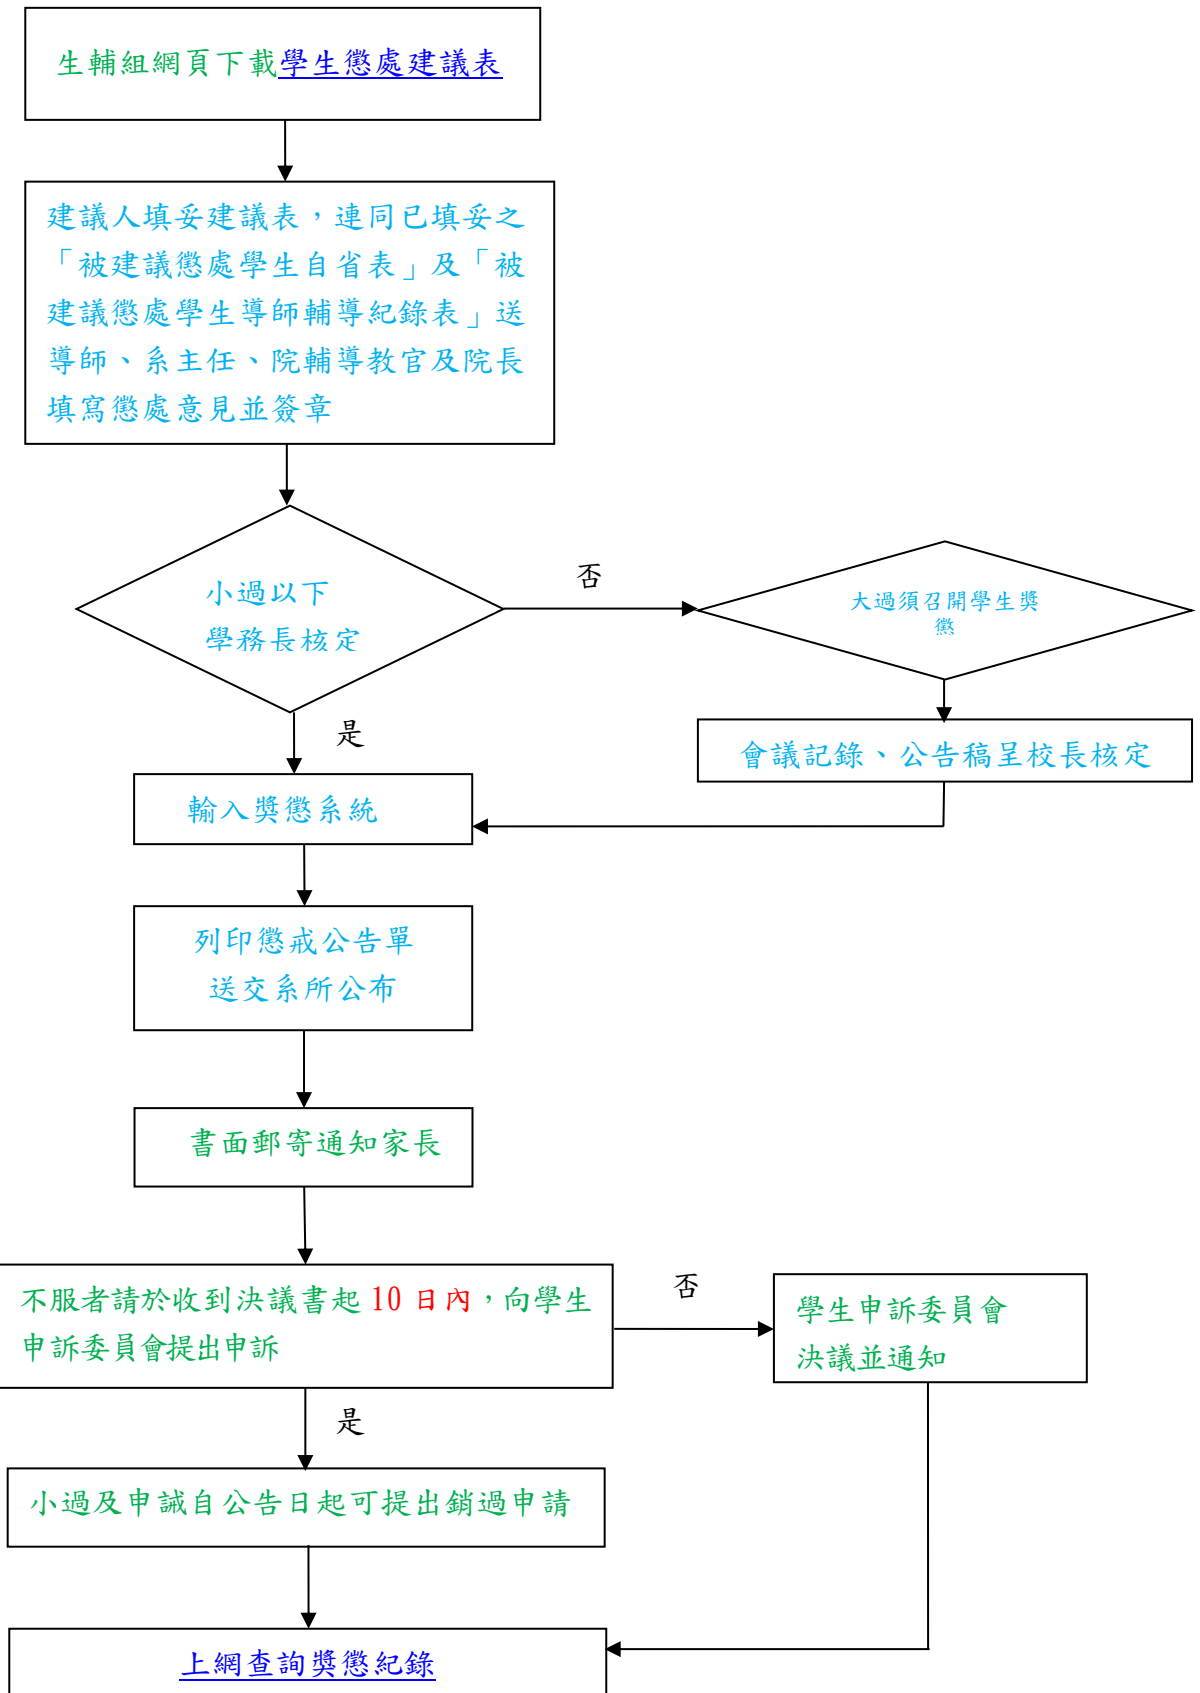 生輔組網頁下載學生懲處建議表
建議人填妥建議表，連同已填妥之
「被建議懲處學生自省表」及「被
建議懲處學生導師輔導紀錄表」送
導師、系主任、院輔導教官及院長
填寫懲處意見並簽章
小過以下
學務長核定
否
大過須召開學生獎
懲
是
會議記錄、公告稿呈校長核定
輸入獎懲系統
列印懲戒公告單
送交系所公布
書面郵寄通知家長
不服者請於收到決議書起 10 日內，向學生
申訴委員會提出申訴
否
學生申訴委員會
決議並通知
是
小過及申誡自公告日起可提出銷過申請
上網查詢獎懲紀錄